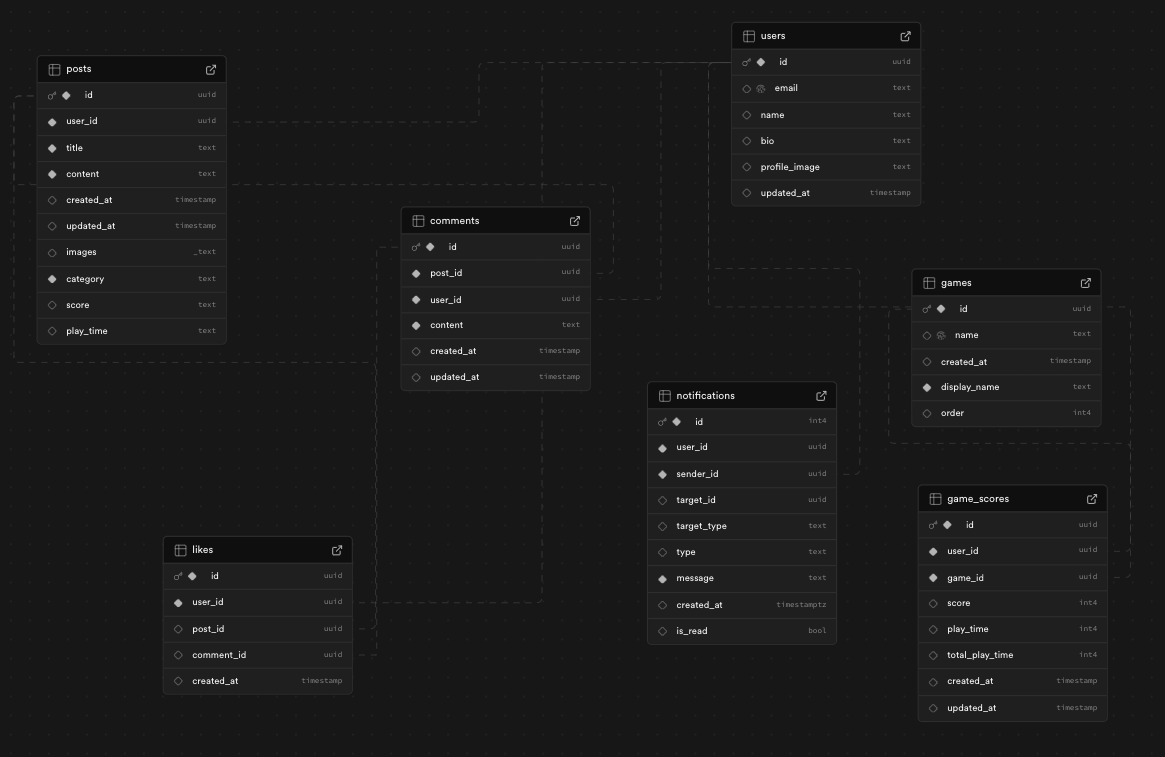 posts
id uuid
user_id uuid
title text
content text
created_at timestamp
updated_at timestamp
images _text
category text
score text
play_time text
comments
id uuid
post_id uuid
user_id uuid
content text
created_at timestamp
updated_at timestamp
users
id uuid
email text
name text
bio text
profile_image text
updated_at timestamp
games
id uuid
name text
created_at timestamp
display_name text
order int4
notifications
id int4
user_id uuid
sender_id uuid
target_id uuid
target_type text
type text
message text
created_at timestamptz
is_read bool
likes
id uuid
user_id uuid
post_id uuid
comment_id uuid
created_at timestamp
game_scores
id uuid
user_id uuid
game_id uuid
score int4
play_time int4
total_play_time int4
created_at timestamp
updated_at timestamp